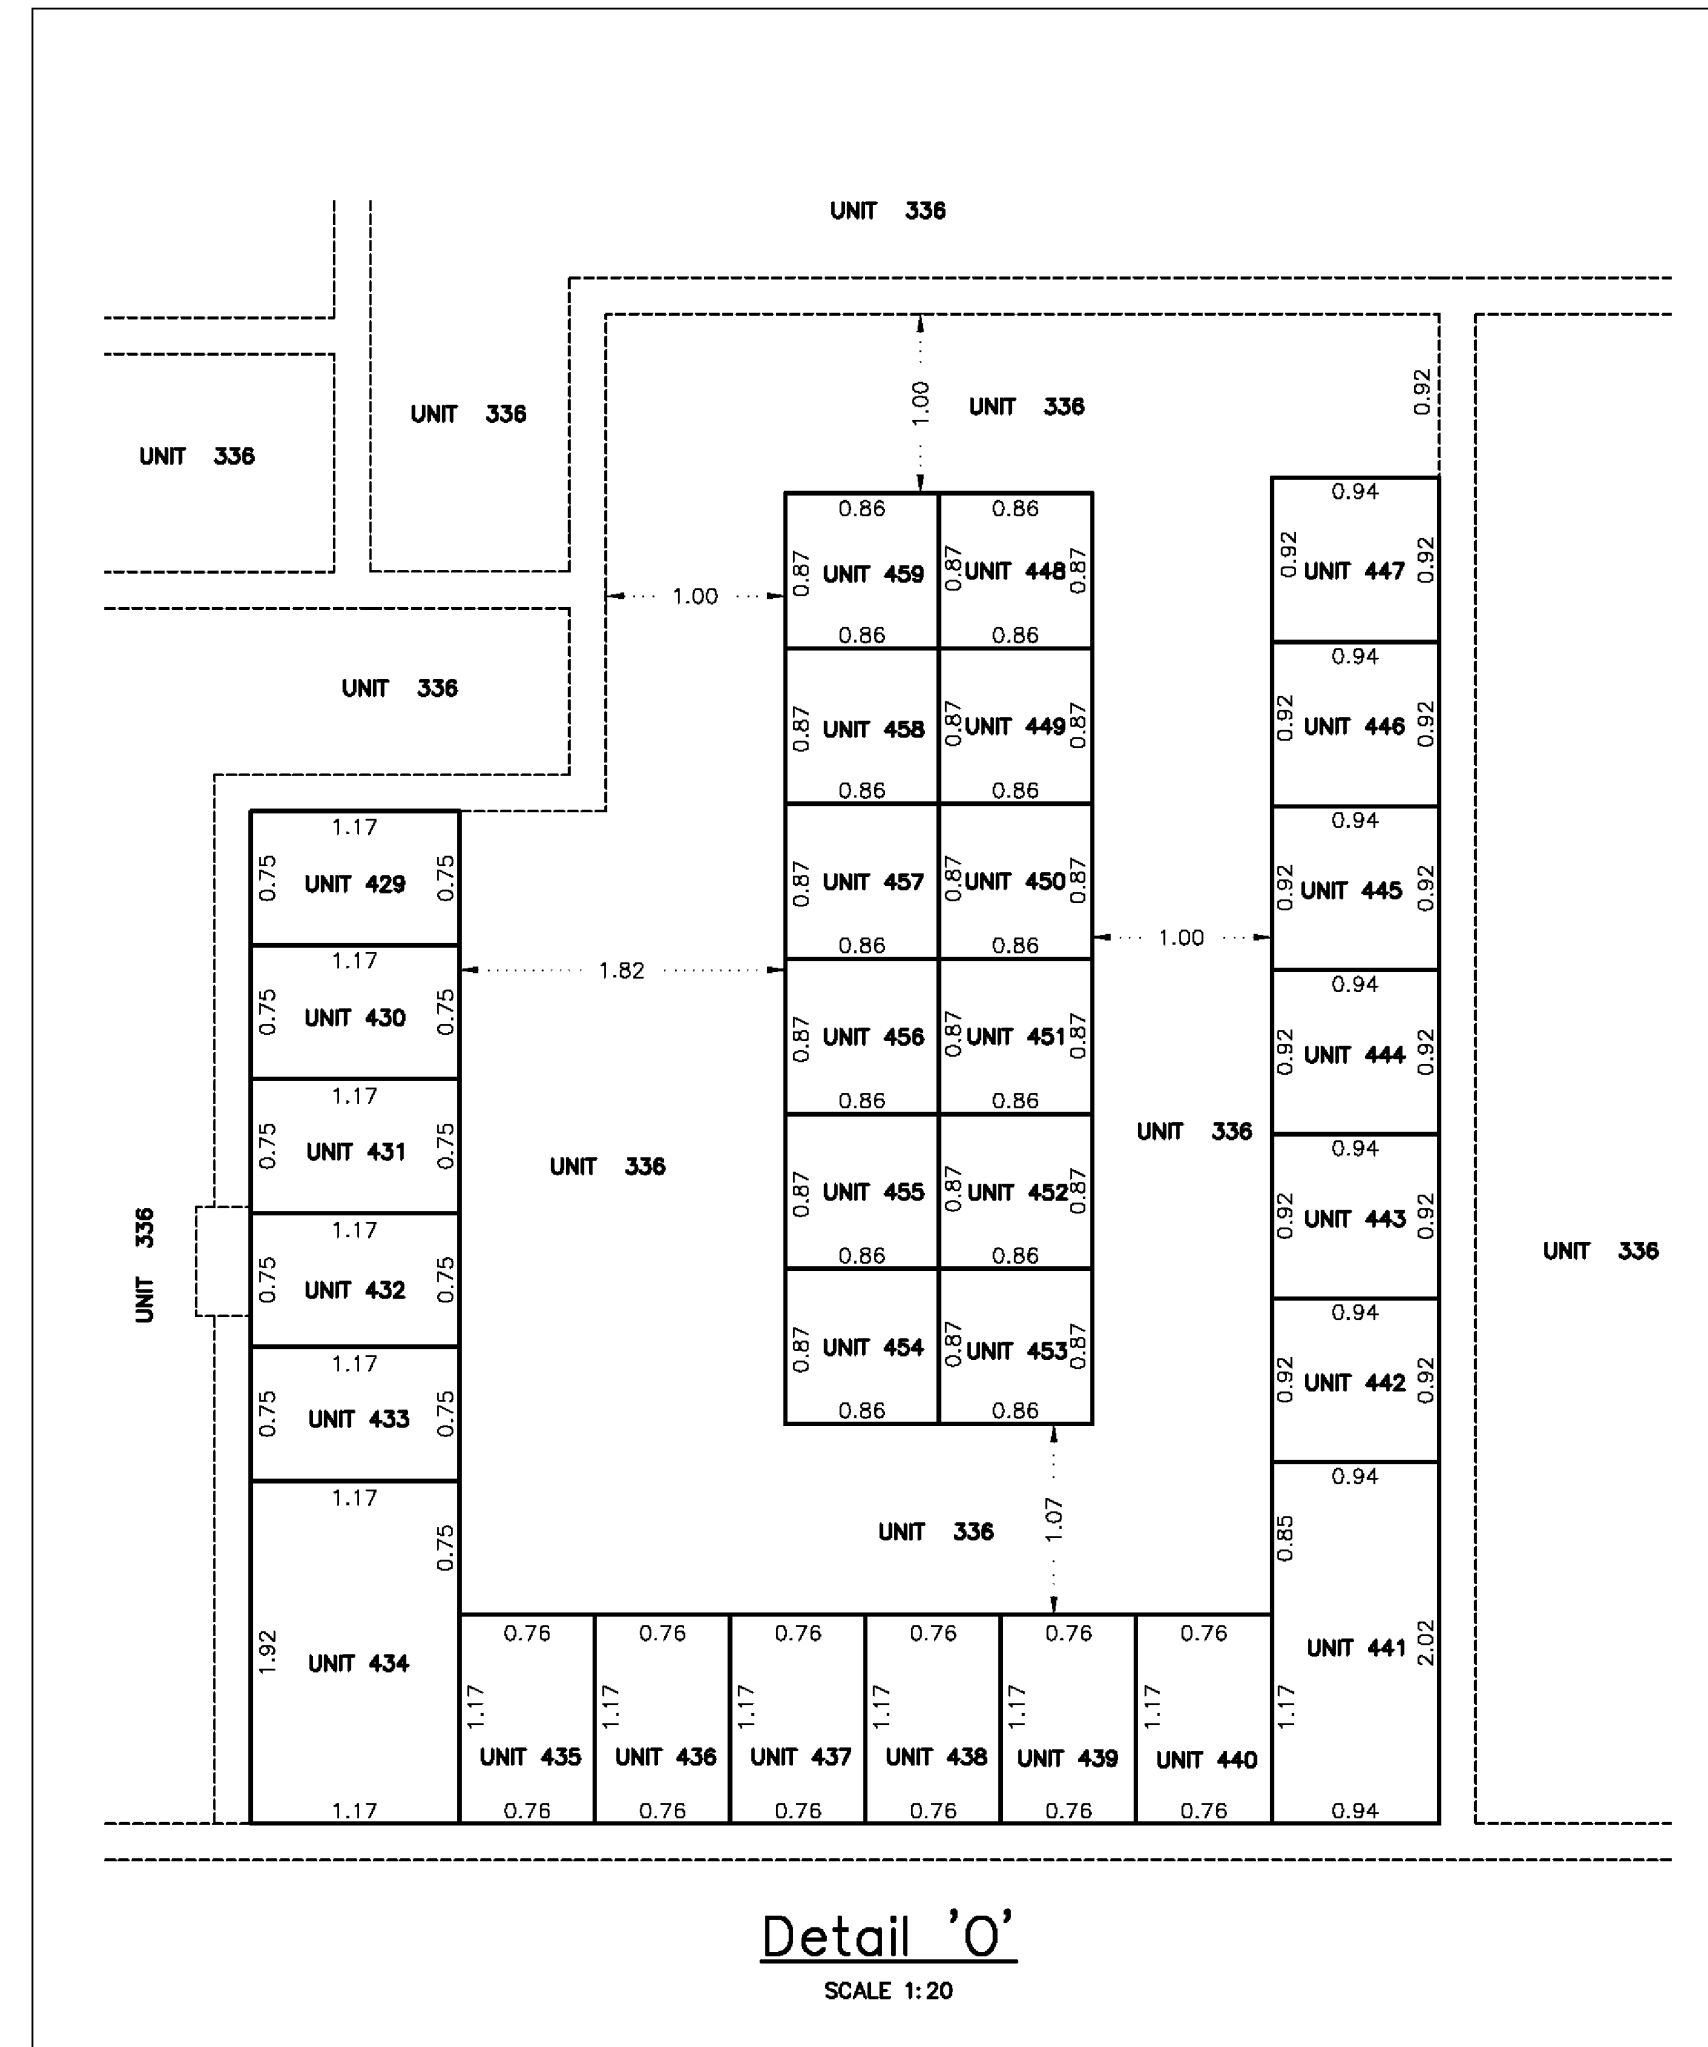 UNIT 336
UNIT 336
UNIT 336
UNIT 336
UNIT 336
1.00
UNIT 336
0.92
1.00
0.86
0.87
UNIT 459
0.86
0.86
0.87
UNIT 448
0.87
0.86
0.87
UNIT 458
0.86
0.87
UNIT 449
0.87
0.86
0.87
UNIT 457
0.86
0.87
UNIT 450
0.87
0.86
0.87
UNIT 456
0.86
0.87
UNIT 451
0.87
0.86
0.87
UNIT 455
0.86
0.87
UNIT 452
0.87
0.86
0.87
UNIT 454
0.86
0.87
UNIT 453
0.87
0.86
0.94
0.92
UNIT 447
0.92
0.94
0.92
UNIT 446
0.92
0.94
0.92
UNIT 445
0.92
0.94
0.92
UNIT 444
0.92
0.94
0.92
UNIT 443
0.92
0.94
0.92
UNIT 442
0.92
0.94
0.85
UNIT 441
2.02
1.17
0.94
1.00
UNIT 336
UNIT 336
1.82
UNIT 336
1.17
0.75
UNIT 429
0.75
1.17
0.75
UNIT 430
0.75
1.17
0.75
UNIT 431
0.75
1.17
0.75
UNIT 432
0.75
1.17
0.75
UNIT 433
0.75
1.17
0.75
1.92
UNIT 434
1.17
UNIT 336
1.07
0.76
1.17
UNIT 435
0.76
0.76
1.17
UNIT 436
0.76
0.76
1.17
UNIT 437
0.76
0.76
1.17
UNIT 438
0.76
0.76
1.17
UNIT 439
0.76
0.76
1.17
UNIT 440
0.76
Detail 'O'
SCALE 1:20